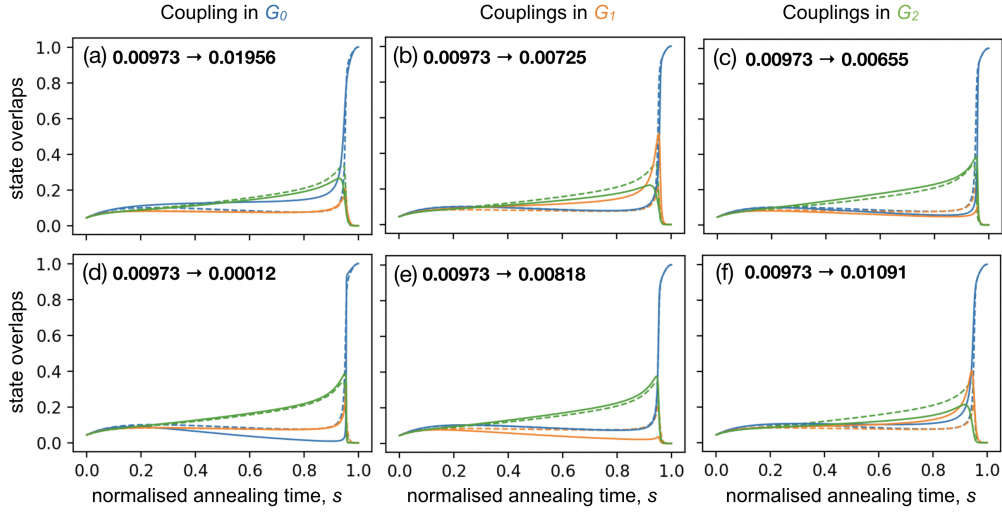 Coupling in G₀
Couplings in G₁
Couplings in G₂
(a) 0.00973 → 0.01956
(b) 0.00973 → 0.00725
(c) 0.00973 → 0.00655
state overlaps
1.0
0.8
0.6
0.4
0.2
0.0
(d) 0.00973 → 0.00012
(e) 0.00973 → 0.00818
(f) 0.00973 → 0.01091
state overlaps
1.0
0.8
0.6
0.4
0.2
0.0
0.0 0.2 0.4 0.6 0.8 1.0
0.0 0.2 0.4 0.6 0.8 1.0
0.0 0.2 0.4 0.6 0.8 1.0
normalised annealing time, s
normalised annealing time, s
normalised annealing time, s